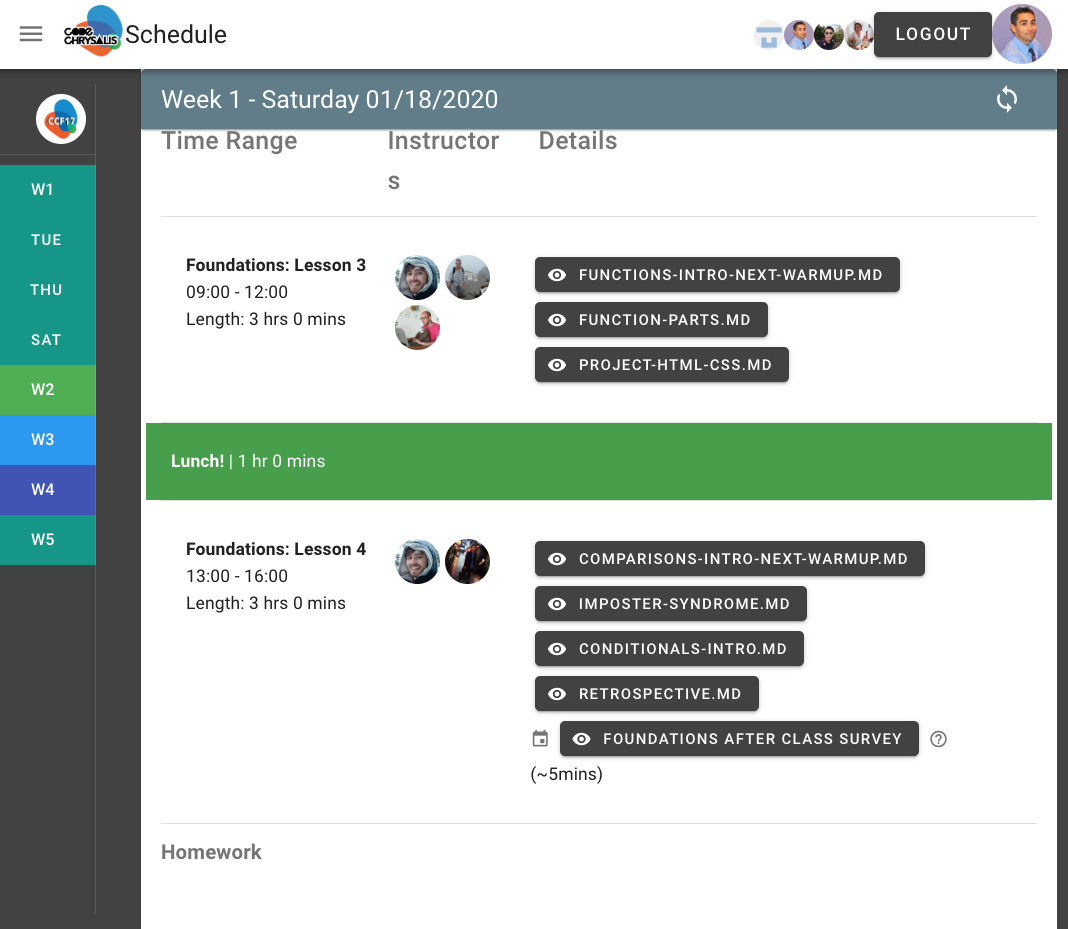 CODE CHRYSALIS
Schedule
LOGOUT
CCF17
W1
TUE
THU
SAT
W2
W3
W4
W5
Week 1 - Saturday 01/18/2020
Time Range
Instructor
s
Details
Foundations: Lesson 3
09:00 - 12:00
Length: 3 hrs 0 mins
FUNCTIONS-INTRO-NEXT-WARMUP.MD
FUNCTION-PARTS.MD
PROJECT-HTML-CSS.MD
Lunch! | 1 hr 0 mins
Foundations: Lesson 4
13:00 - 16:00
Length: 3 hrs 0 mins
COMPARISONS-INTRO-NEXT-WARMUP.MD
IMPOSTER-SYNDROME.MD
CONDITIONALS-INTRO.MD
RETROSPECTIVE.MD
FOUNDATIONS AFTER CLASS SURVEY
(~5mins)
Homework